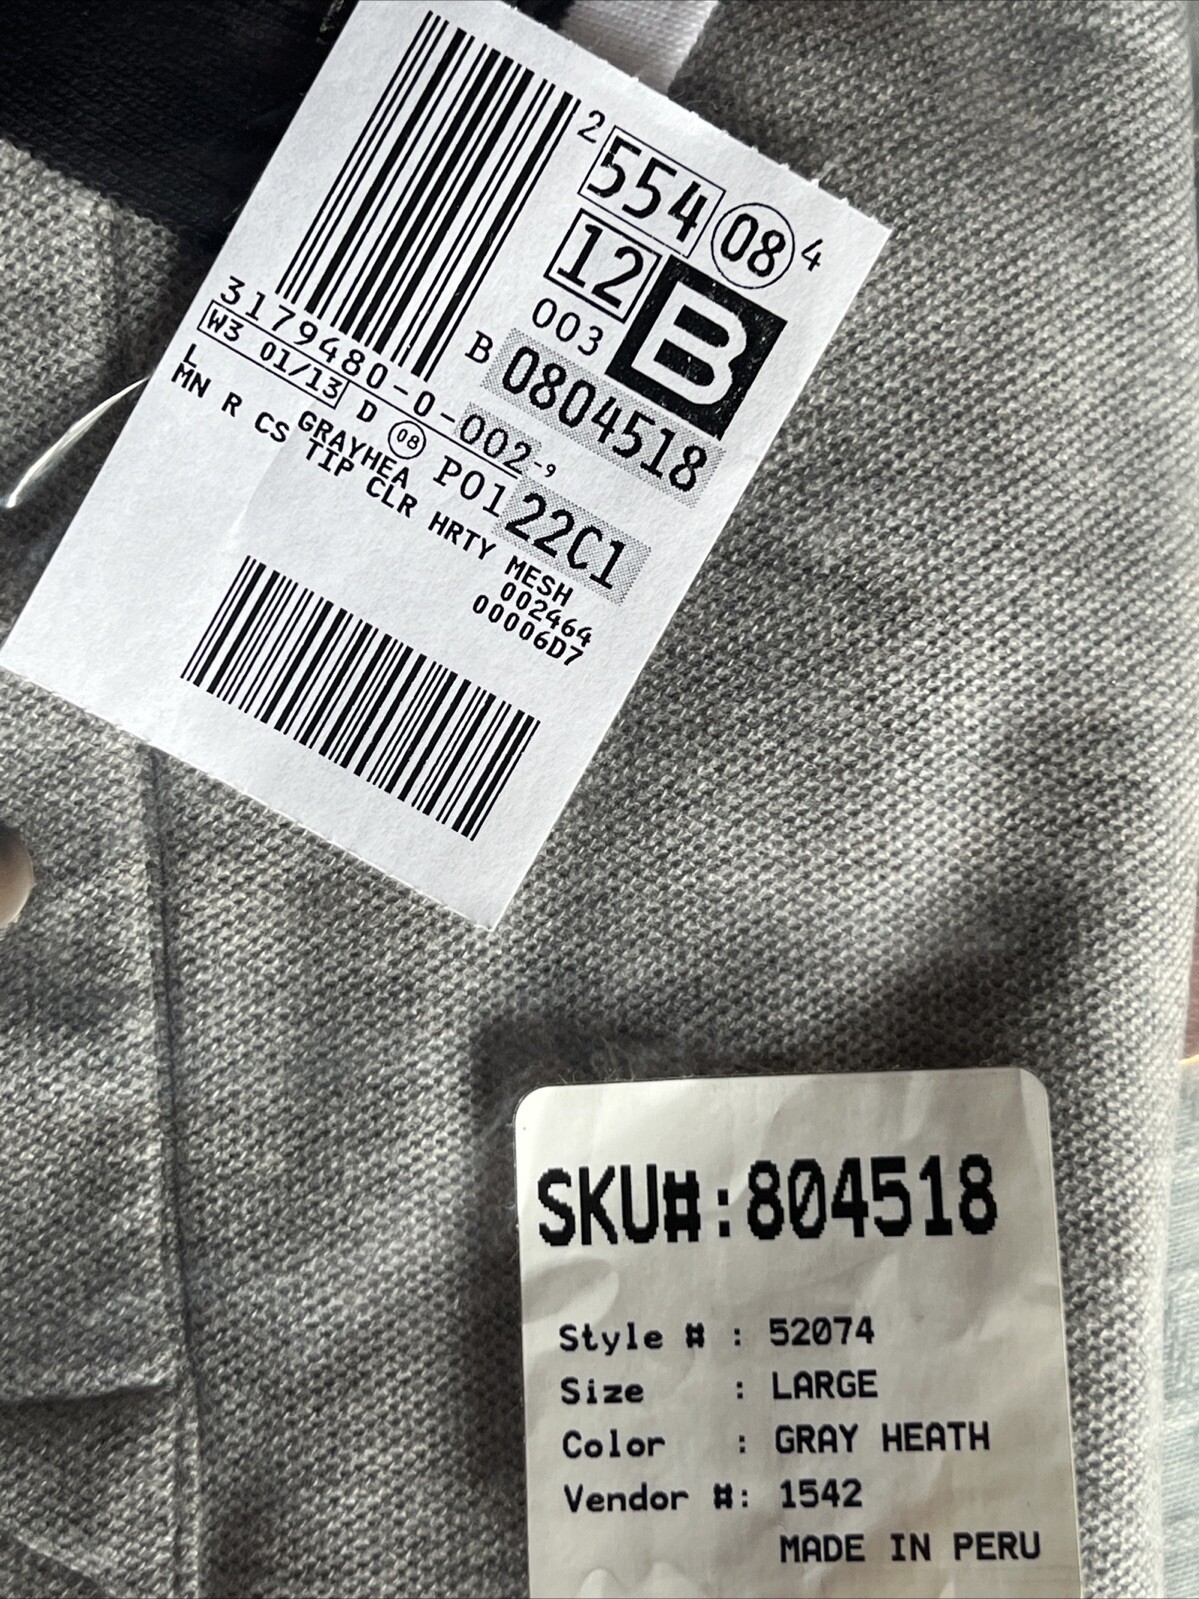 2 554 08 4
12 B
003
B 0804518
3179480-0-002-9
W3 01/13 D 08 P01 22C1
L GRAYHEA
MN R CS TIP CLR HRTY MESH
002464
00006D7
SKU#:804518
Style # : 52074
Size : LARGE
Color : GRAY HEATH
Vendor #: 1542
MADE IN PERU